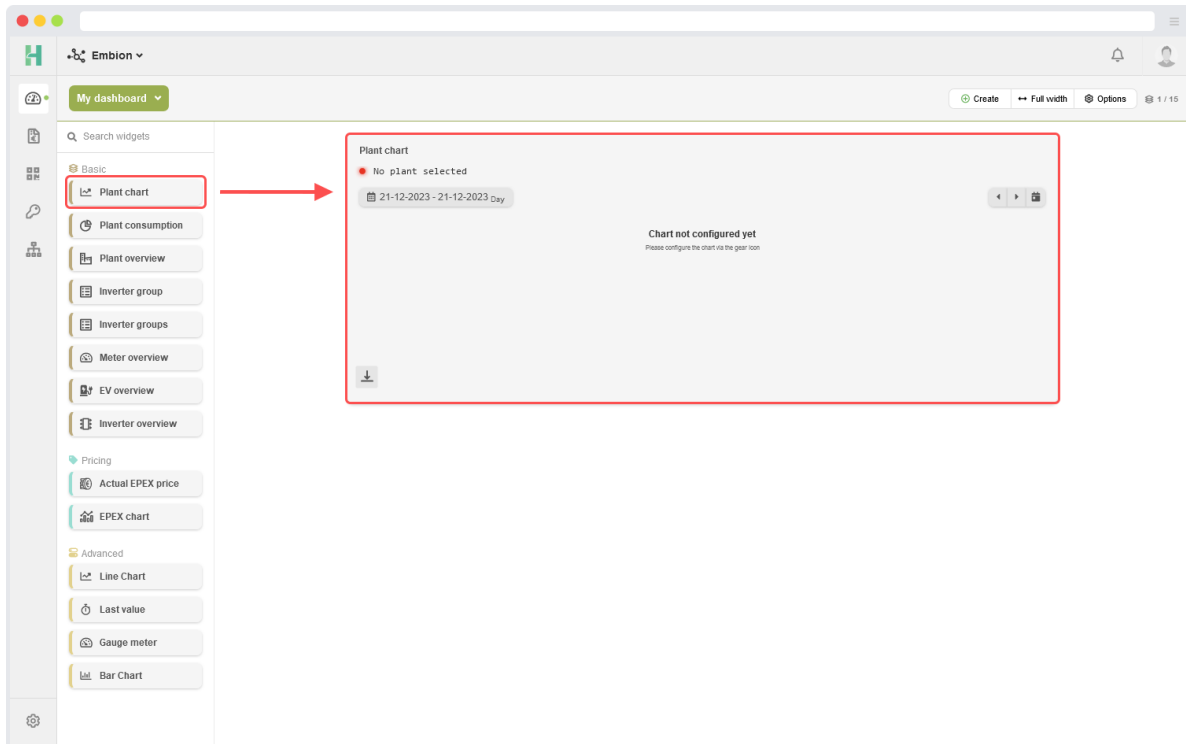 Embion
My dashboard
Create
Full width
Options
1 / 15
Search widgets
Basic
Plant chart
Plant consumption
Plant overview
Inverter group
Inverter groups
Meter overview
EV overview
Inverter overview
Pricing
Actual EPEX price
EPEX chart
Advanced
Line Chart
Last value
Gauge meter
Bar Chart
Plant chart
No plant selected
21-12-2023 - 21-12-2023 Day
Chart not configured yet
Please configure the chart via the gear icon